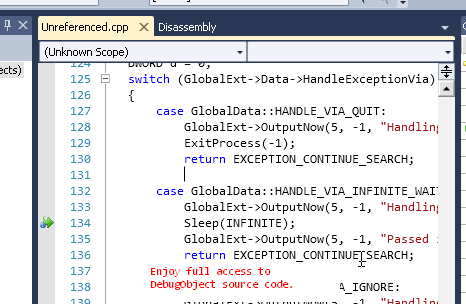 Unreferenced.cpp
Disassembly
(Unknown Scope)
ects)
124 DWORD d = 0;
125 switch (GlobalExt->Data->HandleExceptionVia)
126 {
127 case GlobalData::HANDLE_VIA_QUIT:
128 GlobalExt->OutputNow(5, -1, "Handling
129 ExitProcess(-1);
130 return EXCEPTION_CONTINUE_SEARCH;
131
132 case GlobalData::HANDLE_VIA_INFINITE_WAI
133 GlobalExt->OutputNow(5, -1, "Handling
134 Sleep(INFINITE);
135 GlobalExt->OutputNow(5, -1, "Passed
136 return EXCEPTION_CONTINUE_SEARCH;
137 Enjoy full access to
DebugObject source code.
138 A_IGNORE:
139